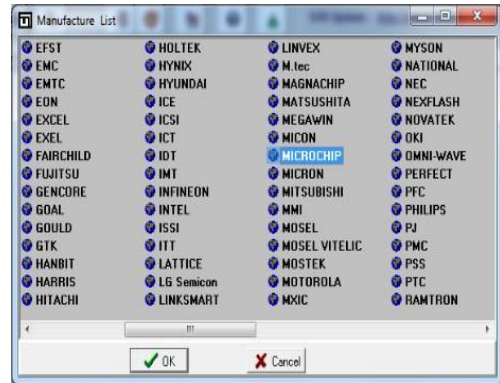 Manufacture List
EFST
EMC
EMTC
EON
EXCEL
EXEL
FAIRCHILD
FUJITSU
GENCORE
GOAL
GOULD
GTK
HANBIT
HARRIS
HITACHI
HOLTEK
HYNIX
HYUNDAI
ICE
ICSI
ICT
IDT
IMT
INFINEON
INTEL
ISSI
ITT
LATTICE
LG Semicon
LINKSMART
LINVEX
M.tec
MAGNACHIP
MATSUSHITA
MEGAWIN
MICON
MICROCHIP
MICRON
MITSUBISHI
MMI
MOSEL
MOSEL VITELIC
MOSTEK
MOTOROLA
MXIC
MYSON
NATIONAL
NEC
NEXFLASH
NOVATEK
OKI
OMNI-WAVE
PERFECT
PFC
PHILIPS
PJ
PMC
PSS
PTC
RAMTRON
OK
Cancel